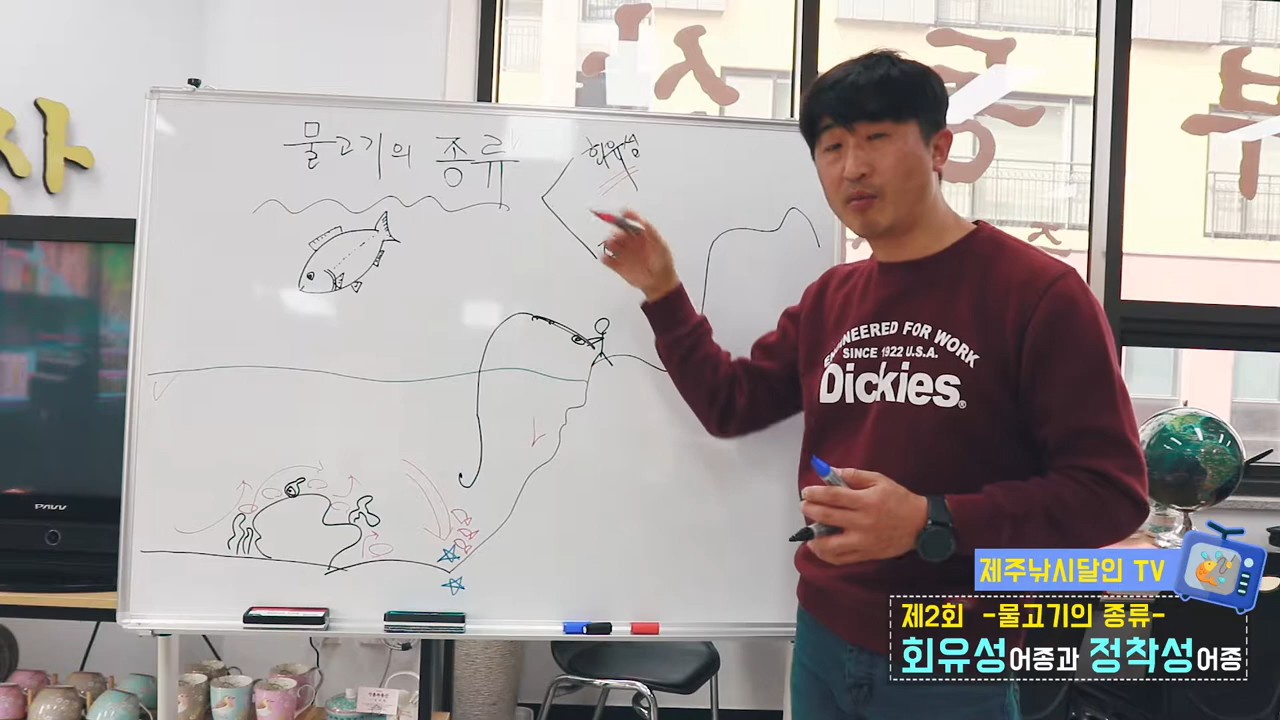 물고기의 종류
회유성
ENGINEERED FOR WORK
SINCE 1922 U.S.A.
Dickies®
PAVV
제주낚시달인 TV
제2회 -물고기의 종류-
회유성어종과 정착성어종